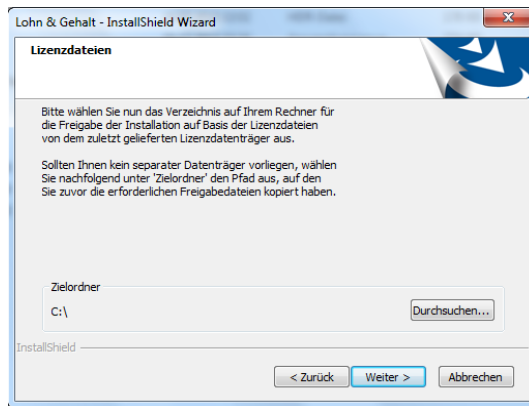 Lohn & Gehalt - InstallShield Wizard
Lizenzdateien
Bitte wählen Sie nun das Verzeichnis auf Ihrem Rechner für
die Freigabe der Installation auf Basis der Lizenzdateien
von dem zuletzt gelieferten Lizenzdatenträger aus.
Sollten Ihnen kein separater Datenträger vorliegen, wählen
Sie nachfolgend unter 'Zielordner' den Pfad aus, auf den
Sie zuvor die erforderlichen Freigabedateien kopiert haben.
Zielordner
C:\
Durchsuchen...
InstallShield
< Zurück
Weiter >
Abbrechen